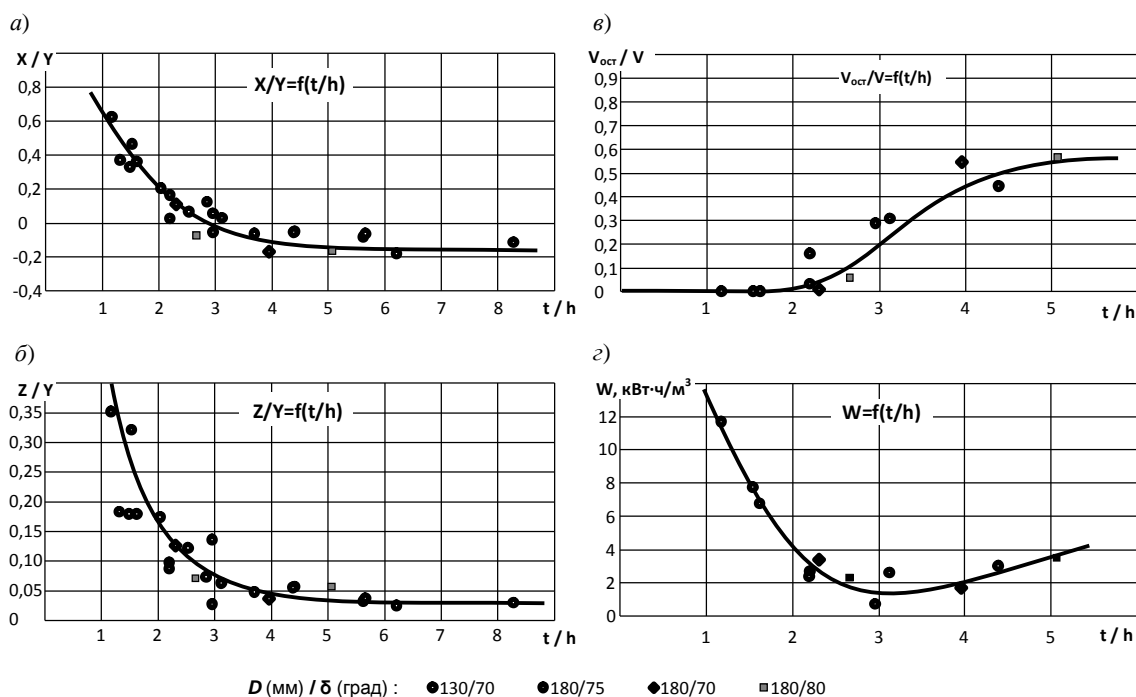 а)
X / Y
X/Y=f(t/h)
0,8
0,6
0,4
0,2
0
-0,2
-0,4
1 2 3 4 5 6 7 8
t / h
в)
Vост / V
Vост/V=f(t/h)
0,9
0,8
0,7
0,6
0,5
0,4
0,3
0,2
0,1
0
1 2 3 4 5
t / h
б)
Z / Y
Z/Y=f(t/h)
0,35
0,30
0,25
0,20
0,15
0,10
0,05
0
1 2 3 4 5 6 7 8
t / h
г)
W, кВт·ч/м³
W=f(t/h)
12
10
8
6
4
2
0
1 2 3 4 5
t / h
D (мм) / δ (град) : 130/70 180/75 180/70 180/80